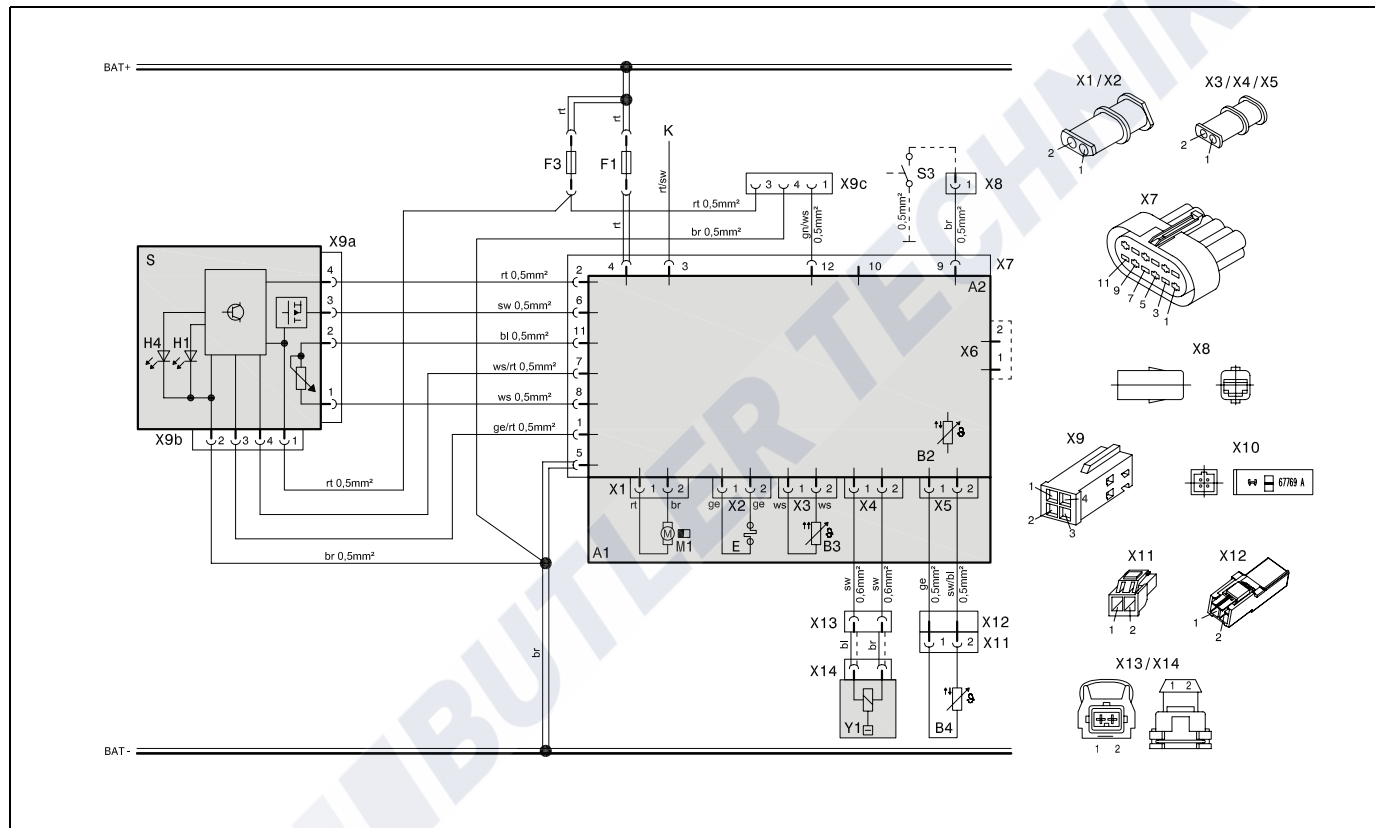 BAT+
X1/X2
X3/X4/X5
2
1
2
1
rt
rt
K
F3
F1
rt/sw
3 4 1
X9c
S3
1
X8
rt 0,5mm²
gn/ws
0,5mm²
0,5mm²
br
0,5mm²
br 0,5mm²
rt
X7
11
9
7
5
3
1
S
X9a
4
3
2
1
H4
H1
X9b
2 3 4 1
rt 0,5mm²
sw 0,5mm²
bl 0,5mm²
ws/rt 0,5mm²
ws 0,5mm²
ge/rt 0,5mm²
2
6
11
7
8
1
5
4
3
12
10
9
X7
A2
2
X6
1
B2
X8
X9
1
4
2
3
X10
67769 A
rt 0,5mm²
br 0,5mm²
X1
1 2
rt
br
M
M1
1 2
X2
ge
ge
E
1 2
X3
ws
ws
B3
1 2
X4
1 2
X5
A1
sw
0,6mm²
sw
0,6mm²
ge
0,5mm²
sw/bl
0,5mm²
X11
1 2
X12
1
2
X13
bl
br
X14
Y1
X12
X11
1 2
B4
br
X13/X14
1 2
1 2
BAT-
BUTLER TECHNIK